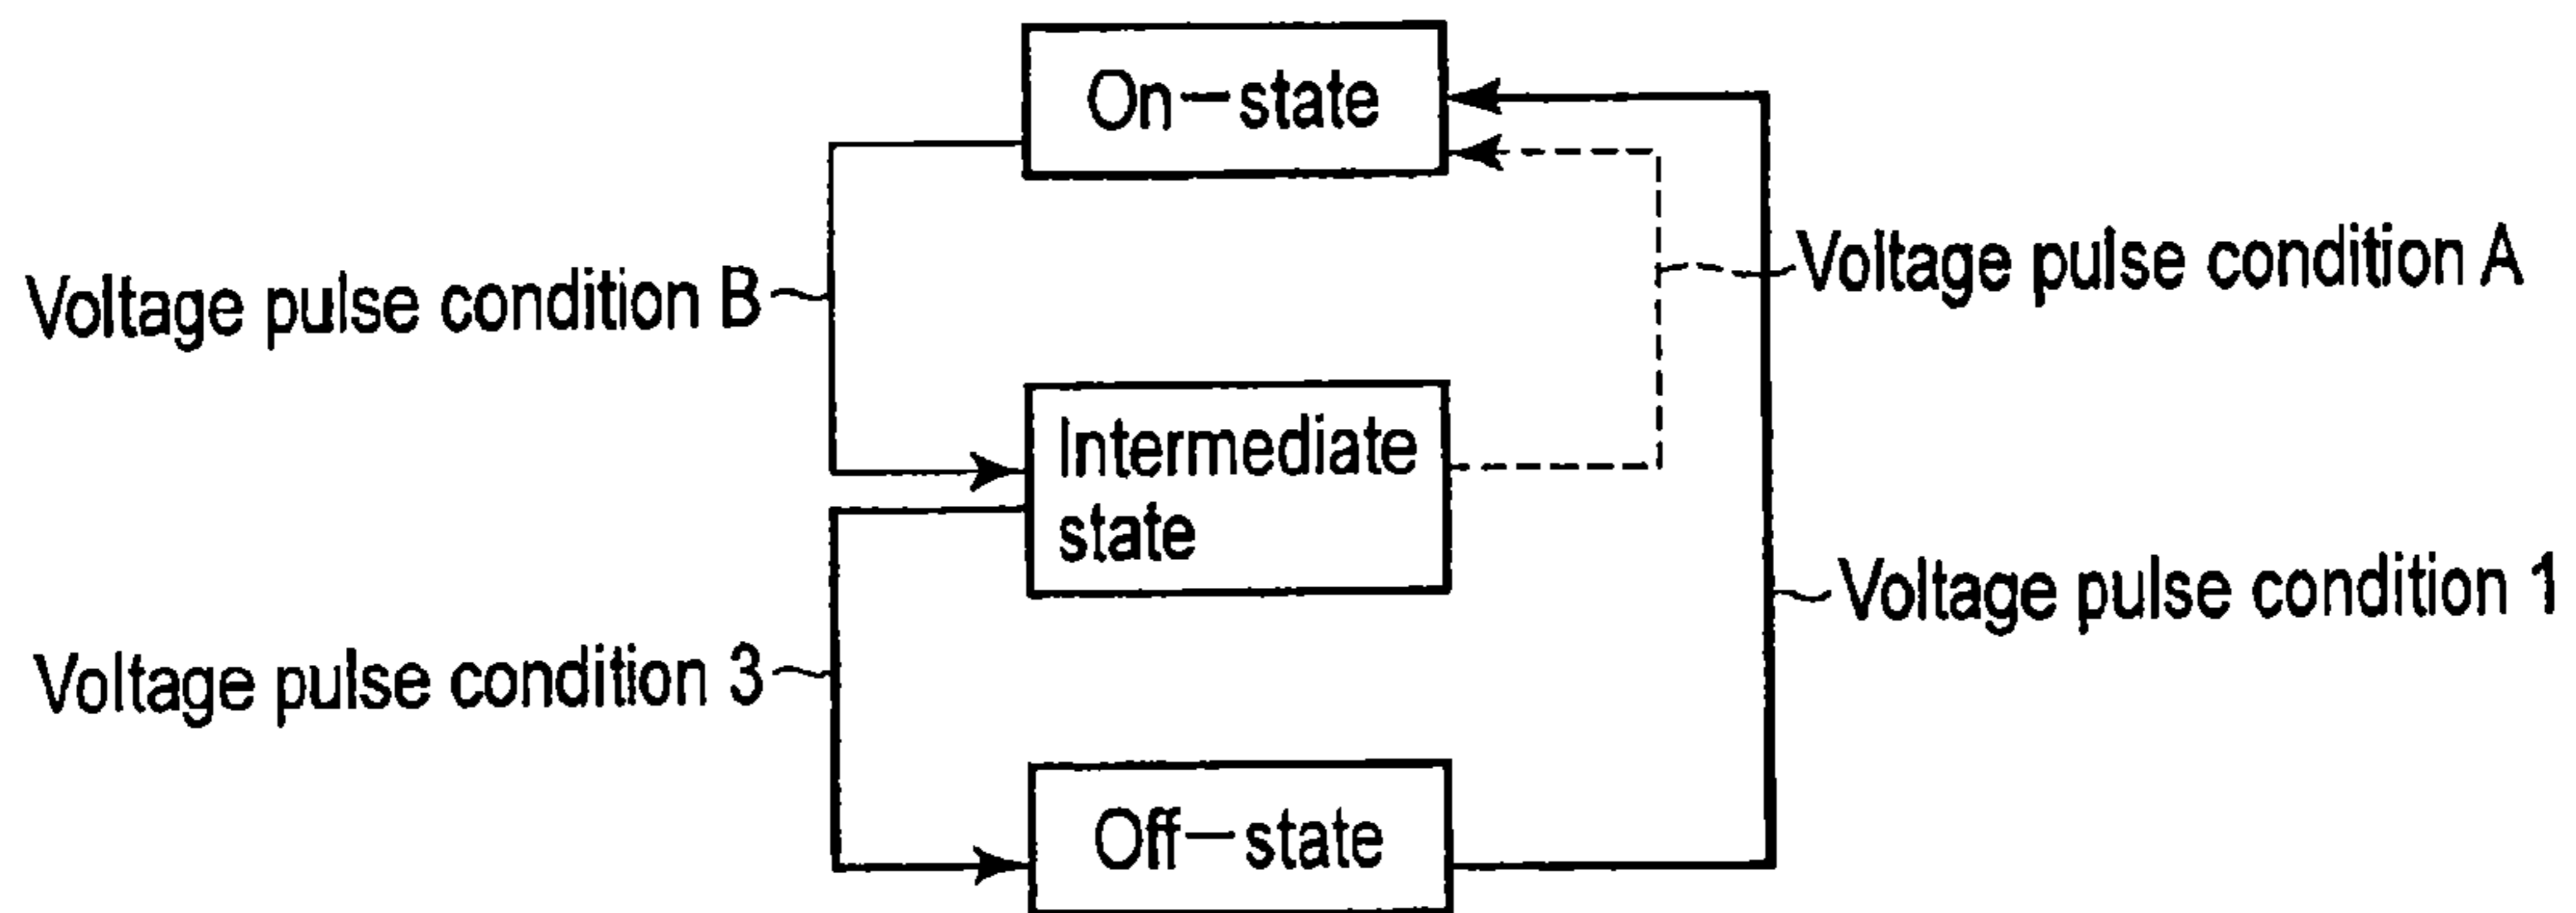 On-state
Voltage pulse condition B
Voltage pulse condition A
Intermediate
state
Voltage pulse condition 1
Voltage pulse condition 3
Off-state